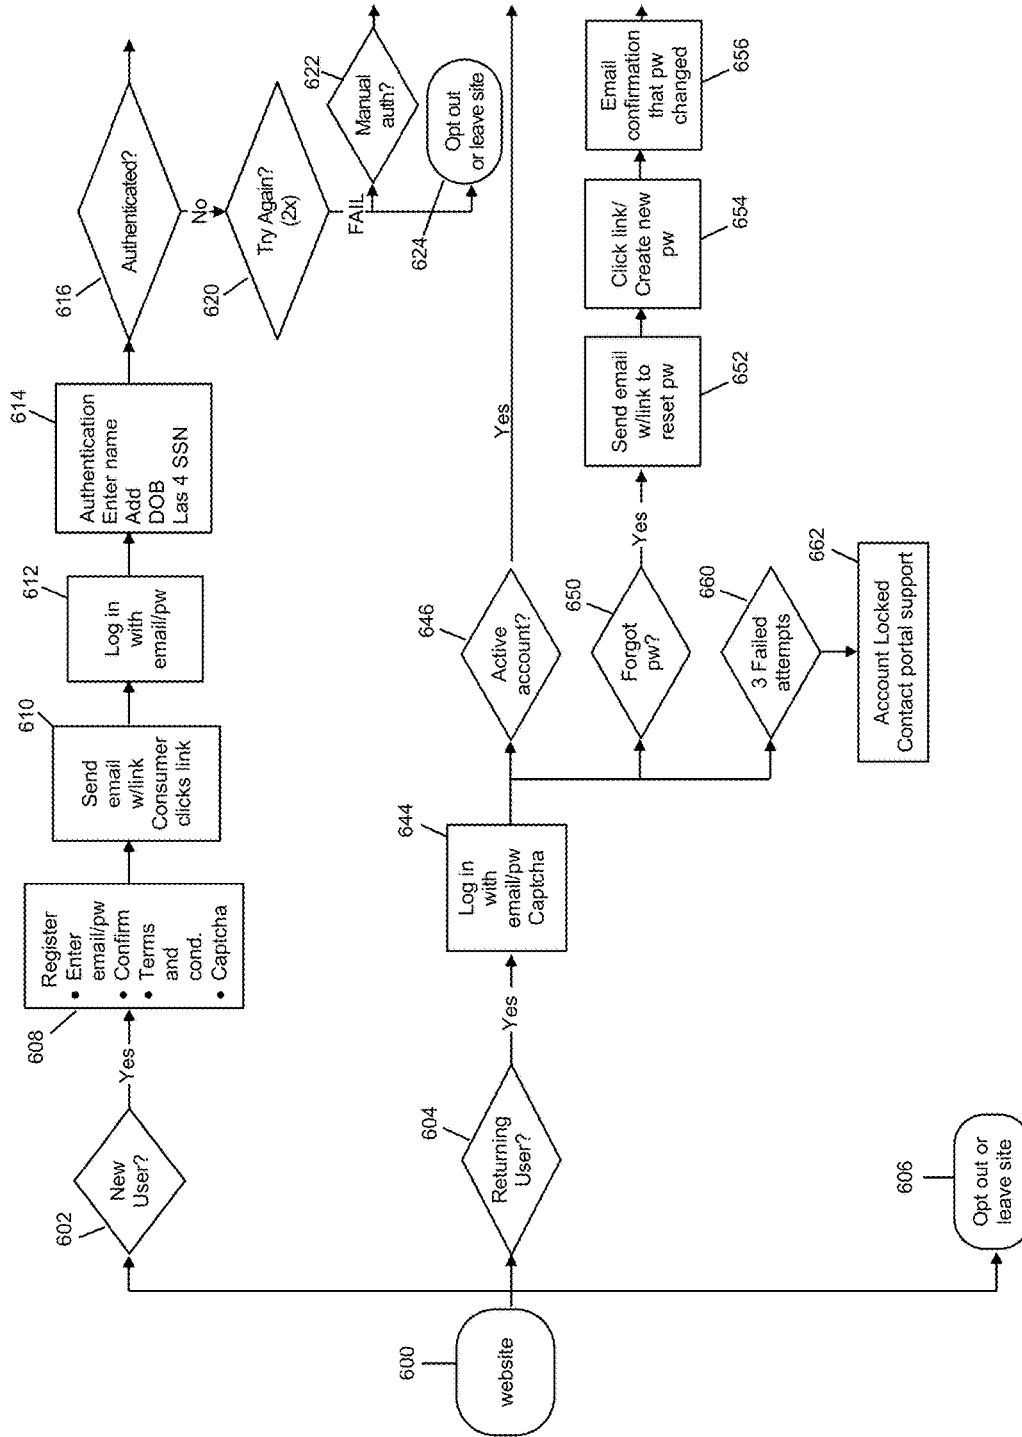 600
website
602
New
User?
Yes
608
Register
• Enter
email/pw
• Confirm
• Terms
and
cond.
• Captcha
610
Send
email
w/link
Consumer
clicks link
612
Log in
with
email/pw
614
Authentication
Enter name
Add
DOB
Las 4 SSN
616
Authenticated?
No
620
Try Again?
(2x)
FAIL
622
Manual
auth?
624
Opt out
or leave site
604
Returning
User?
Yes
644
Log in
with
email/pw
Captcha
646
Active
account?
Yes
650
Forgot
pw?
Yes
652
Send email
w/link to
reset pw
654
Click link/
Create new
pw
656
Email
confirmation
that pw
changed
660
3 Failed
attempts
662
Account Locked
Contact portal support
606
Opt out or
leave site